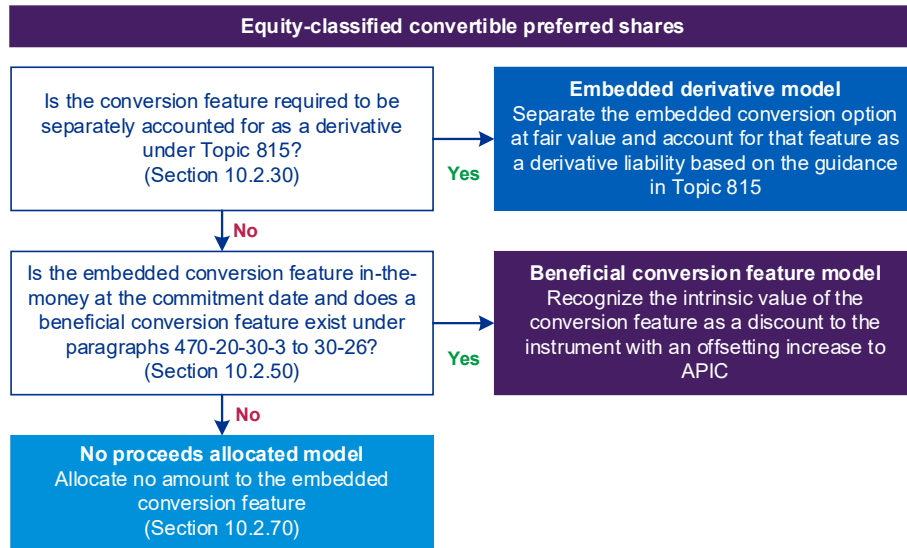 Equity-classified convertible preferred shares
Is the conversion feature required to be
separately accounted for as a derivative
under Topic 815?
(Section 10.2.30)
Yes
Embedded derivative model
Separate the embedded conversion option
at fair value and account for that feature as
a derivative liability based on the guidance
in Topic 815
No
Is the embedded conversion feature in-the-
money at the commitment date and does a
beneficial conversion feature exist under
paragraphs 470-20-30-3 to 30-26?
(Section 10.2.50)
Yes
Beneficial conversion feature model
Recognize the intrinsic value of the
conversion feature as a discount to the
instrument with an offsetting increase to
APIC
No
No proceeds allocated model
Allocate no amount to the embedded
conversion feature
(Section 10.2.70)